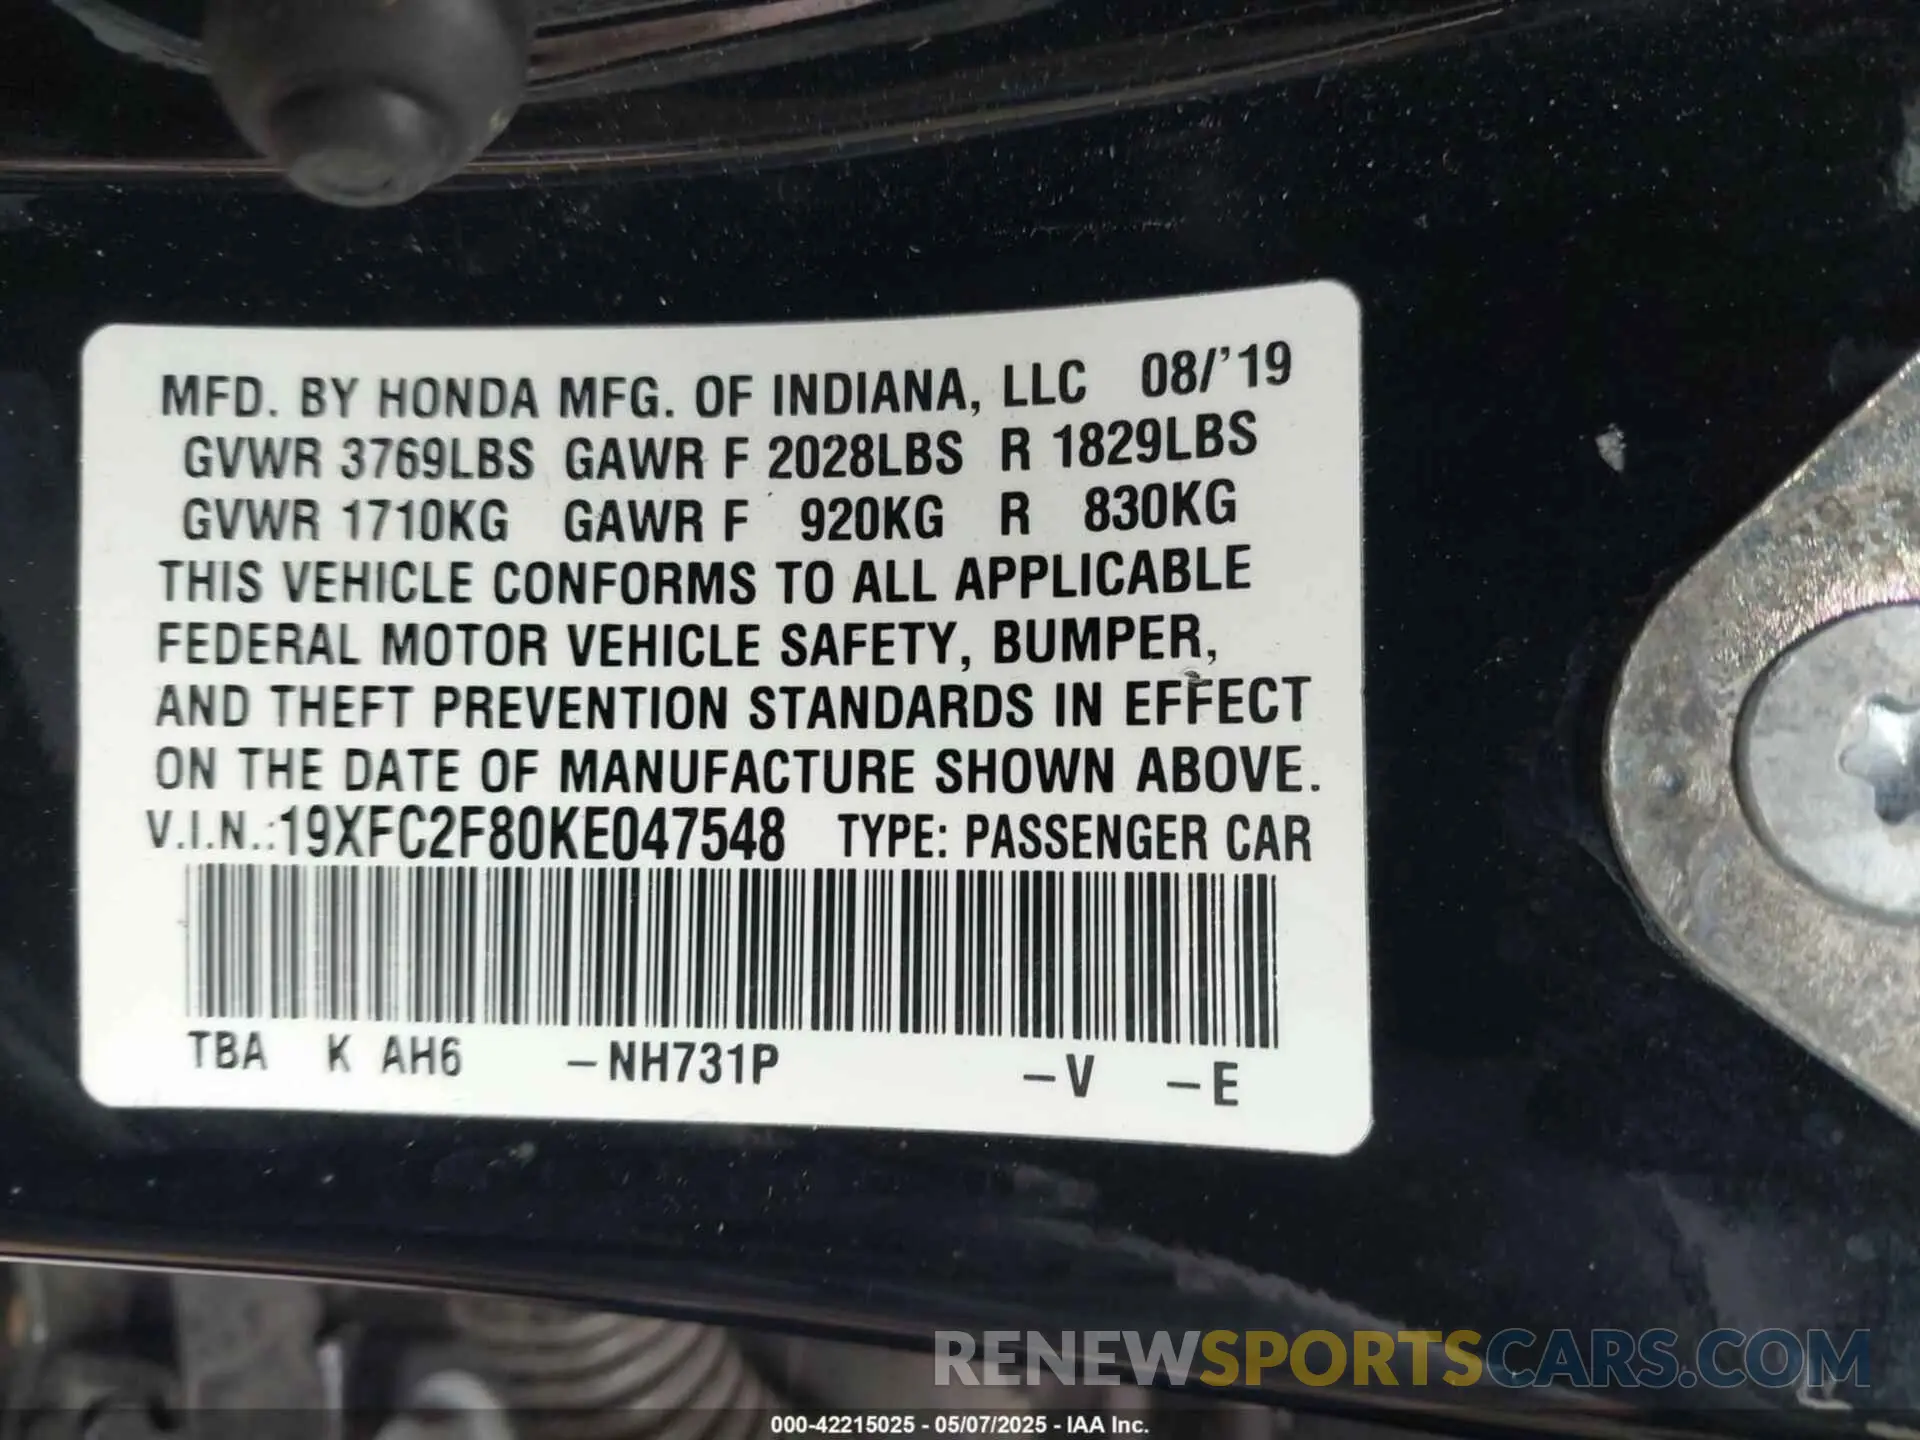 MFD. BY HONDA MFG. OF INDIANA, LLC 08/'19
GVWR 3769LBS GAWR F 2028LBS R 1829LBS
GVWR 1710KG GAWR F 920KG R 830KG
THIS VEHICLE CONFORMS TO ALL APPLICABLE
FEDERAL MOTOR VEHICLE SAFETY, BUMPER,
AND THEFT PREVENTION STANDARDS IN EFFECT
ON THE DATE OF MANUFACTURE SHOWN ABOVE.
V.I.N.:19XFC2F80KE047548 TYPE: PASSENGER CAR
TBA K AH6 –NH731P –V –E
RENEWSPORTSCARS.COM
000-42215025 - 05/07/2025 - IAA Inc.